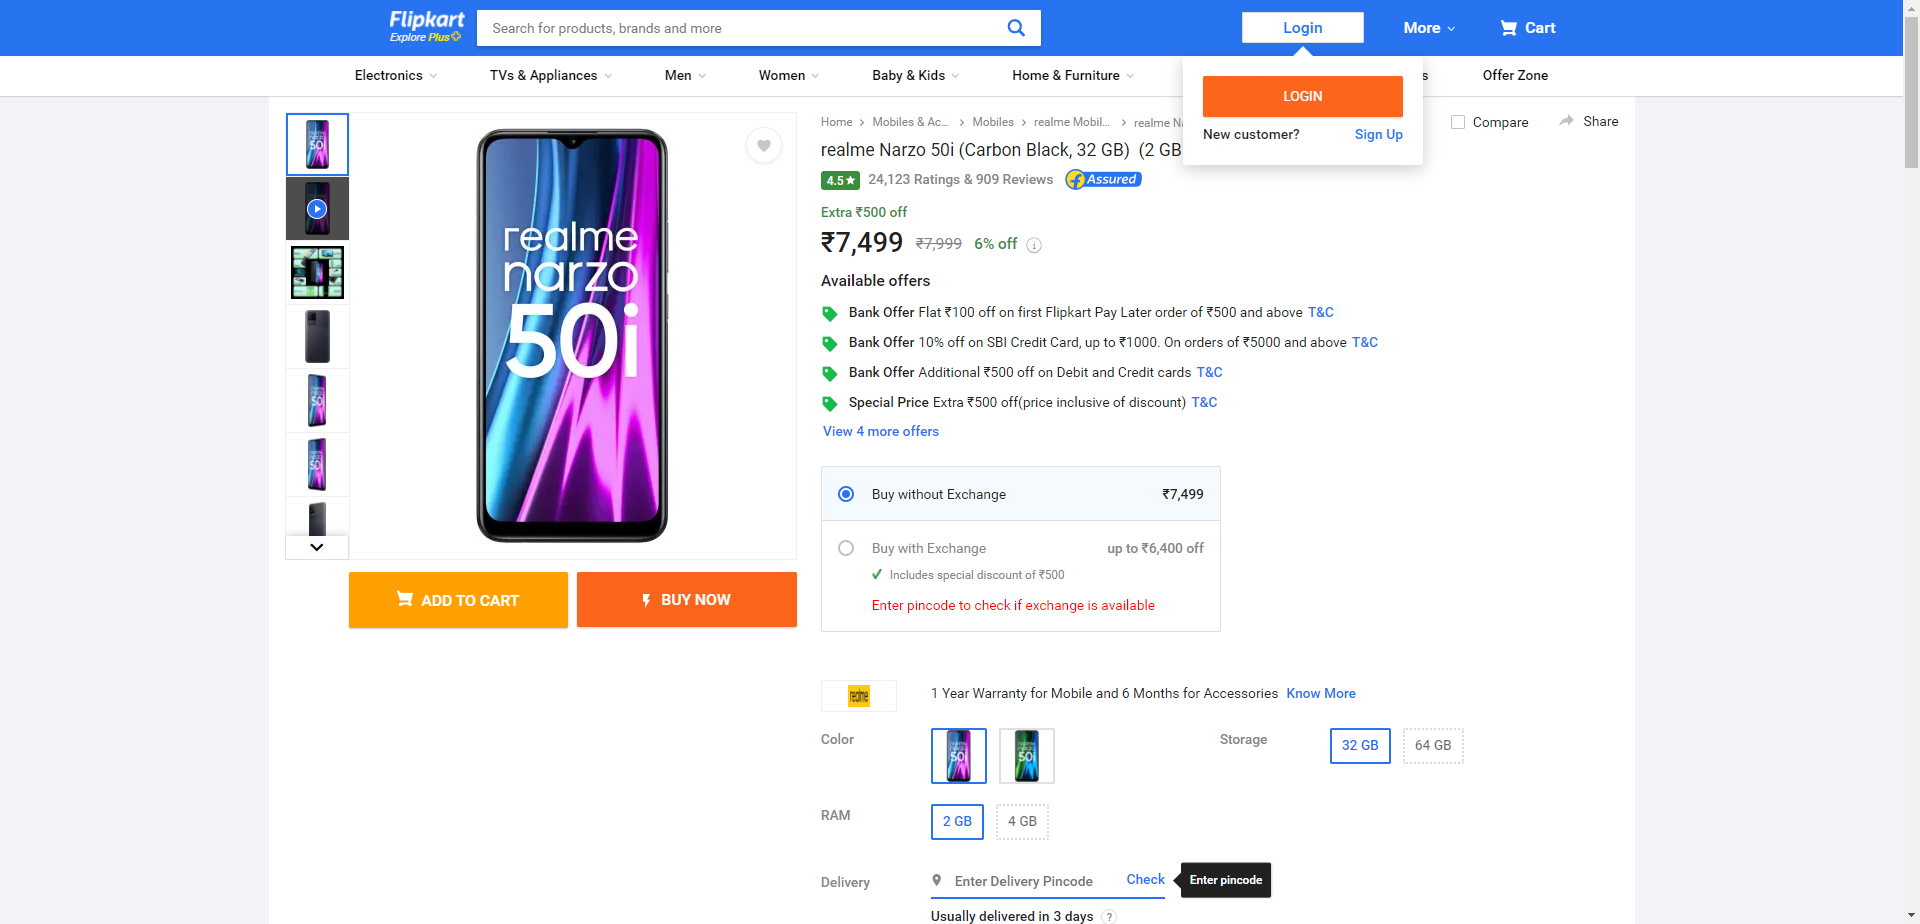 Flipkart
Explore Plus
Search for products, brands and more
Login
More
Cart
Electronics
TVs & Appliances
Men
Women
Baby & Kids
Home & Furniture
s
Offer Zone
LOGIN
New customer?
Sign Up
Home
Mobiles & Ac...
Mobiles
realme Mobil...
realme N
Compare
Share
realme Narzo 50i (Carbon Black, 32 GB) (2 GB
4.5★
24,123 Ratings & 909 Reviews
Assured
Extra ₹500 off
₹7,499 ₹7,999 6% off
Available offers
Bank Offer Flat ₹100 off on first Flipkart Pay Later order of ₹500 and above T&C
Bank Offer 10% off on SBI Credit Card, up to ₹1000. On orders of ₹5000 and above T&C
Bank Offer Additional ₹500 off on Debit and Credit cards T&C
Special Price Extra ₹500 off(price inclusive of discount) T&C
View 4 more offers
realme
narzo
50i
ADD TO CART
BUY NOW
Buy without Exchange
₹7,499
Buy with Exchange
up to ₹6,400 off
Includes special discount of ₹500
Enter pincode to check if exchange is available
realme
1 Year Warranty for Mobile and 6 Months for Accessories Know More
Color
Storage
32 GB
64 GB
RAM
2 GB
4 GB
Delivery
Enter Delivery Pincode
Check
Enter pincode
Usually delivered in 3 days ?